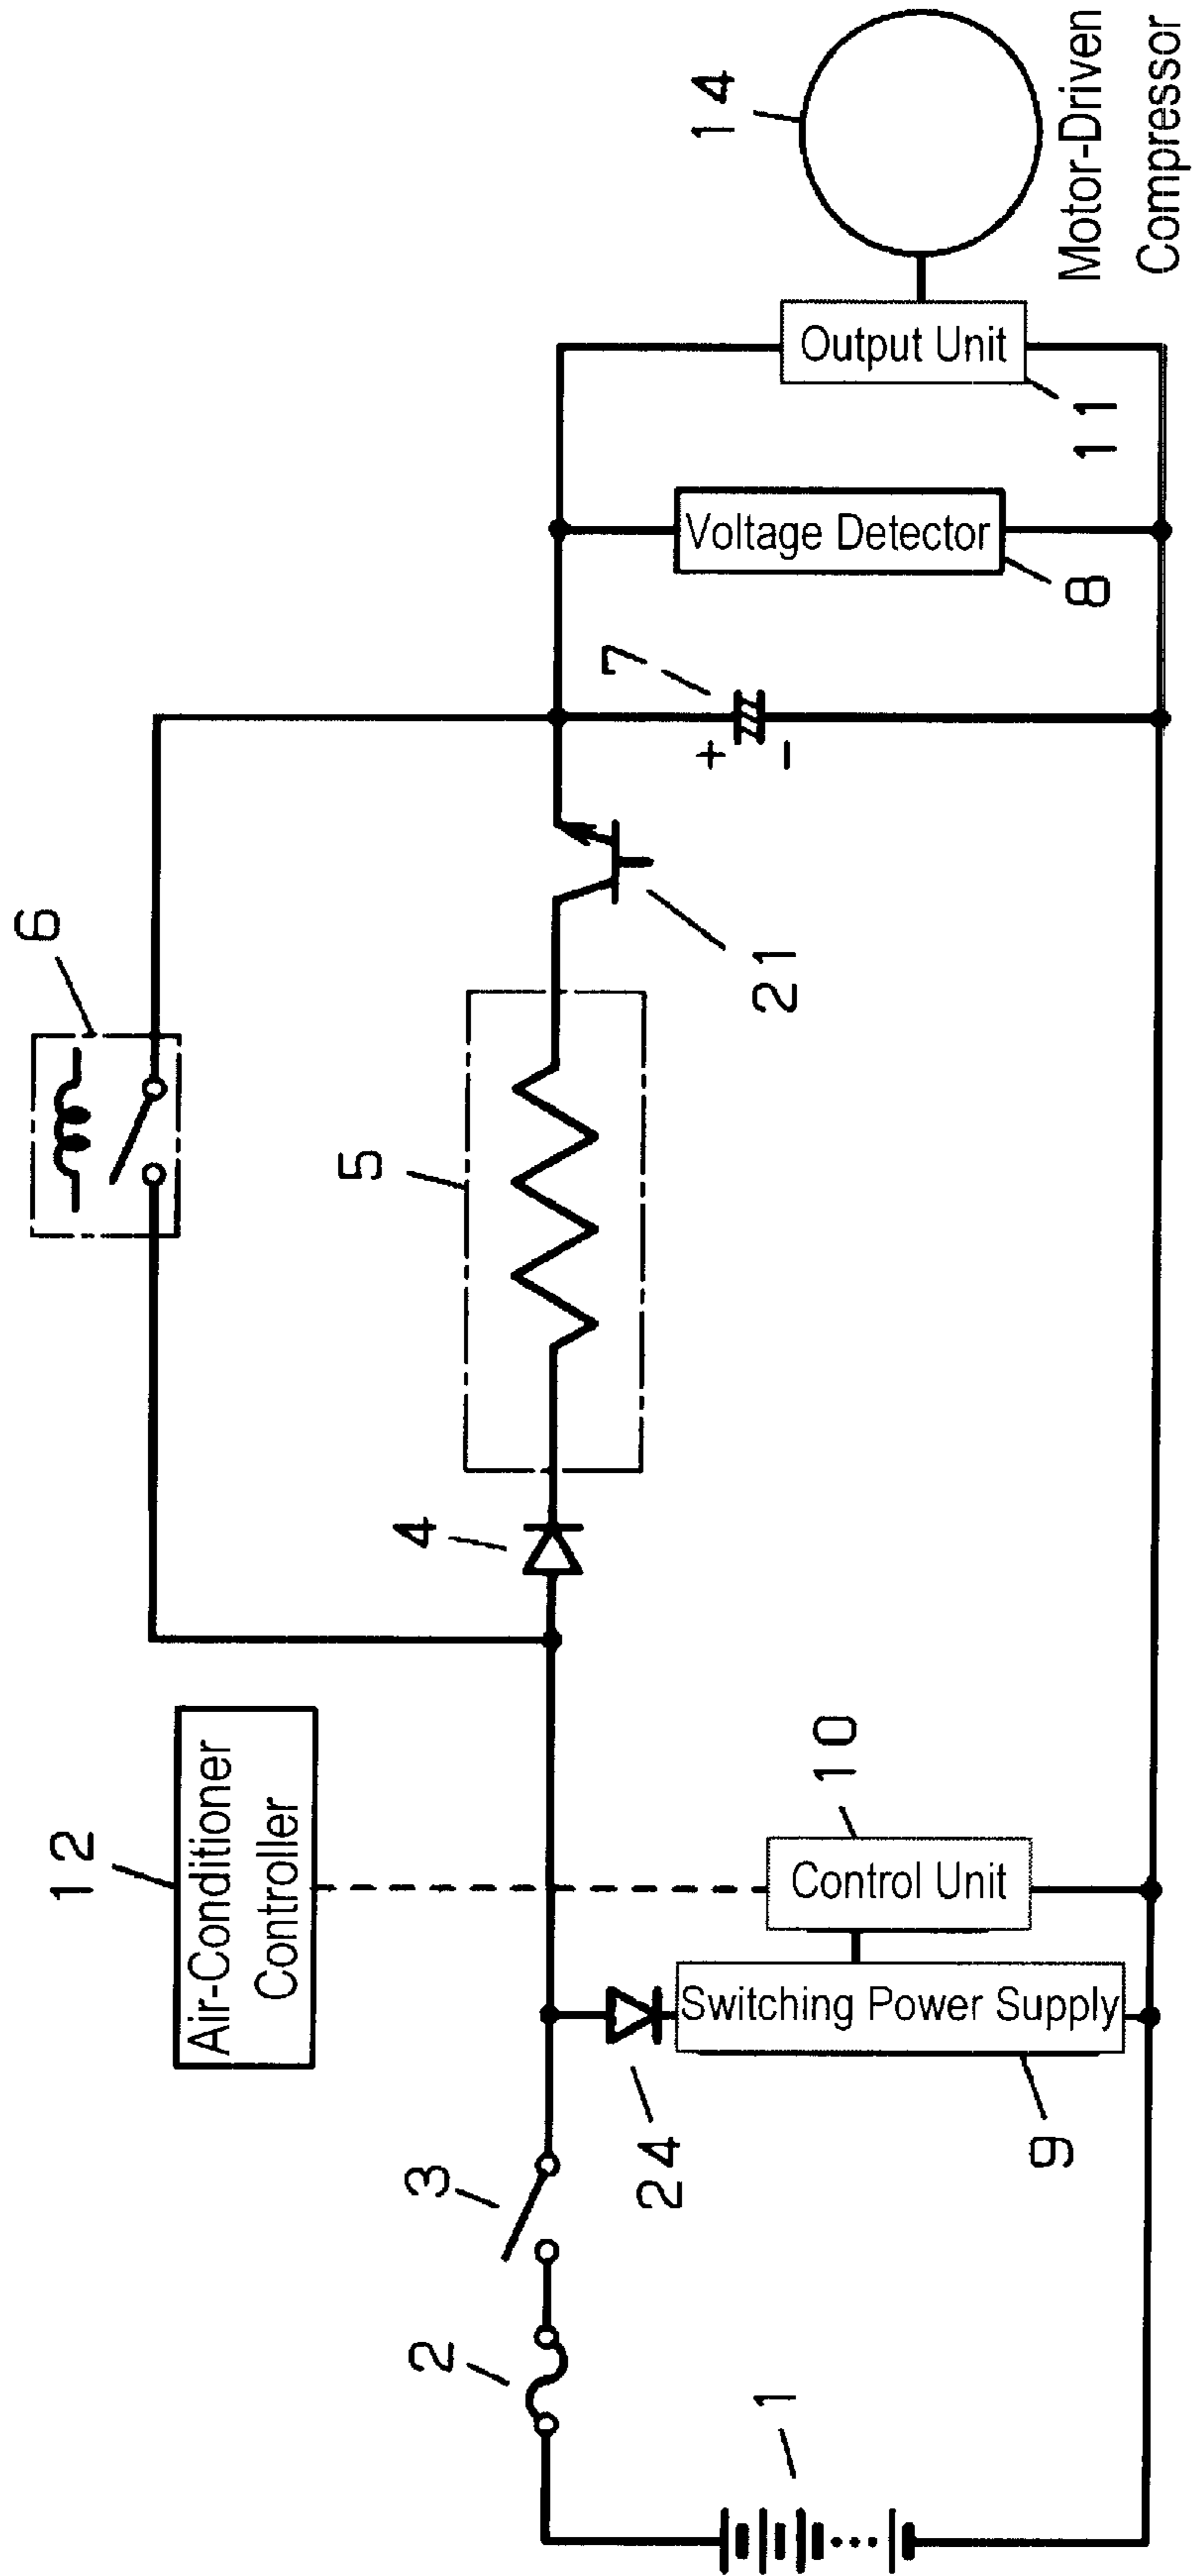 6
12
Air-Conditioner
Controller
5
4
3
2
24
10
Control Unit
Switching Power Supply
9
1
21
7
+
−
Voltage Detector
8
14
Output Unit
11
Motor-Driven
Compressor